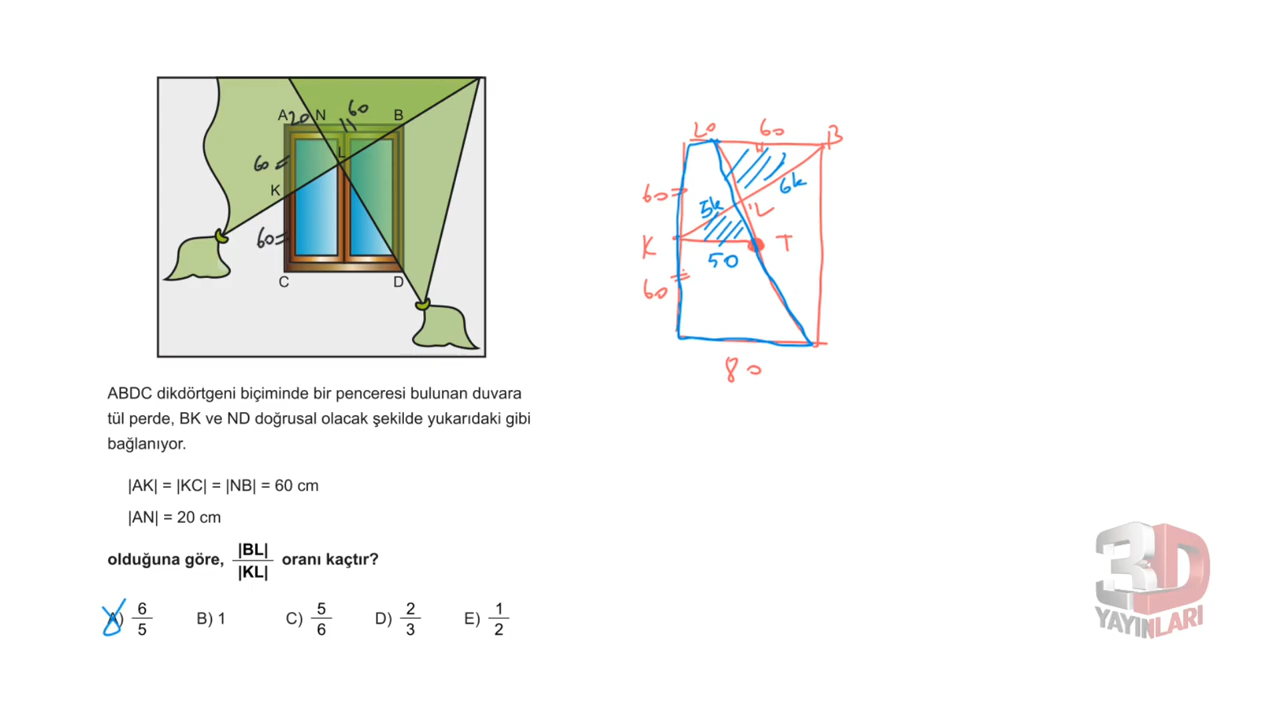 A 20 N 60 B
60
L
K
60
C D
20 60 B
60 6k
5k L
K T
50
60
80
ABDC dikdörtgeni biçiminde bir penceresi bulunan duvara
tül perde, BK ve ND doğrusal olacak şekilde yukarıdaki gibi
bağlanıyor.
|AK| = |KC| = |NB| = 60 cm
|AN| = 20 cm
olduğuna göre, |BL| / |KL| oranı kaçtır?
A) 6/5 B) 1 C) 5/6 D) 2/3 E) 1/2
3D
YAYINLARI